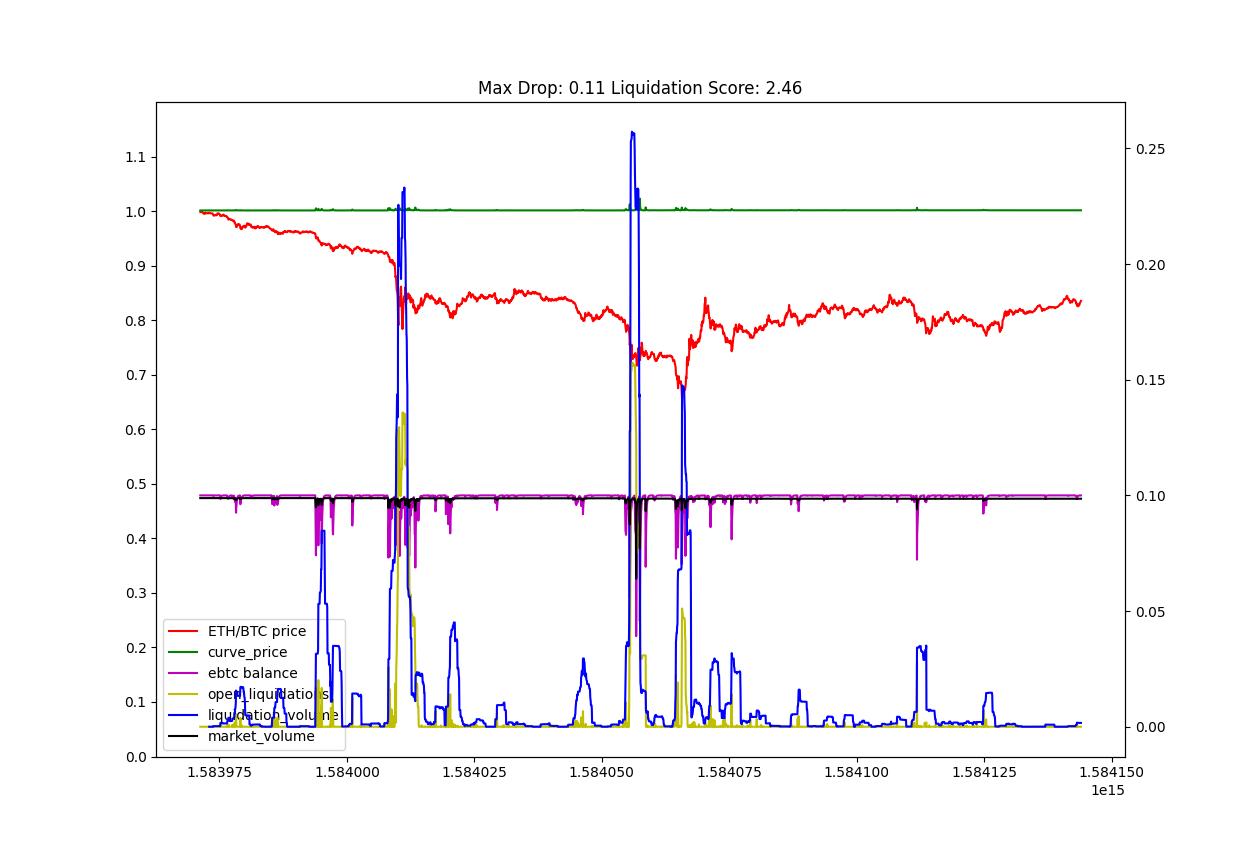 Max Drop: 0.11 Liquidation Score: 2.46
1.1
1.0
0.9
0.8
0.7
0.6
0.5
0.4
0.3
0.2
0.1
0.0
0.25
0.20
0.15
0.10
0.05
0.00
ETH/BTC price
curve_price
ebtc balance
open_liquidations
liquidation_volume
market_volume
1.583975 1.584000 1.584025 1.584050 1.584075 1.584100 1.584125 1.584150
1e15